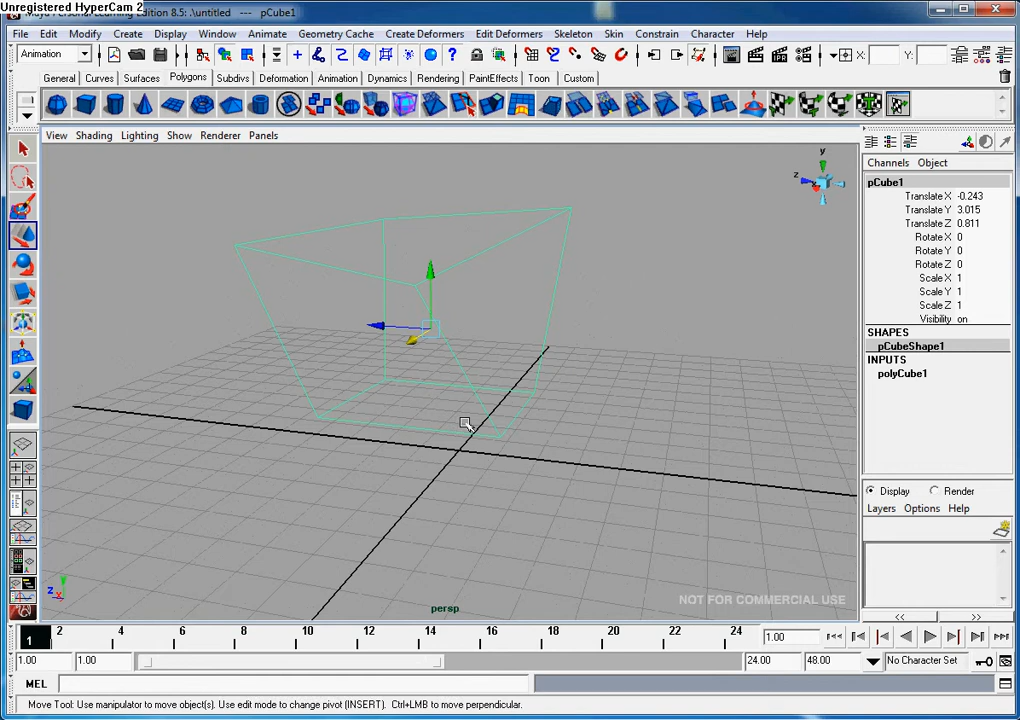 Unregistered HyperCam 2
Edition 8.5: .\untitled --- pCube1
File Edit Modify Create Display Window Animate Geometry Cache Create Deformers Edit Deformers Skeleton Skin Constrain Character Help
Animation X: Y:
General Curves Surfaces Polygons Subdivs Deformation Animation Dynamics Rendering PaintEffects Toon Custom
View Shading Lighting Show Renderer Panels
Channels Object
pCube1
Translate X -0.243
Translate Y 3.015
Translate Z 0.811
Rotate X 0
Rotate Y 0
Rotate Z 0
Scale X 1
Scale Y 1
Scale Z 1
Visibility on
SHAPES
pCubeShape1
INPUTS
polyCube1
y
z
Display Render
Layers Options Help
z x
persp
NOT FOR COMMERCIAL USE
<< >>
1 2 4 6 8 10 12 14 16 18 20 22 24 1.00
1.00 1.00 24.00 48.00 No Character Set
MEL
Move Tool: Use manipulator to move object(s). Use edit mode to change pivot (INSERT). Ctrl+LMB to move perpendicular.